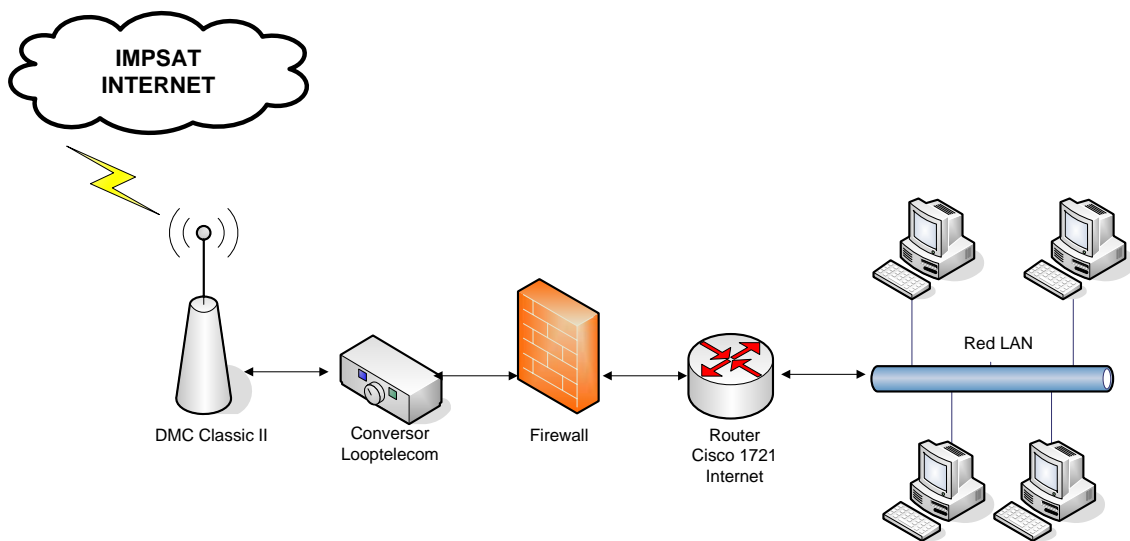 IMPSAT
INTERNET
Red LAN
DMC Classic II
Conversor
Looptelecom
Firewall
Router
Cisco 1721
Internet